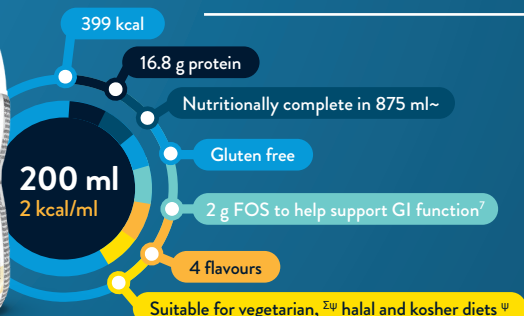 399 kcal
16.8 g protein
Nutritionally complete in 875 ml~
Gluten free
200 ml
2 kcal/ml
2 g FOS to help support GI function⁷
4 flavours
Suitable for vegetarian, Σψ halal and kosher diets ψ